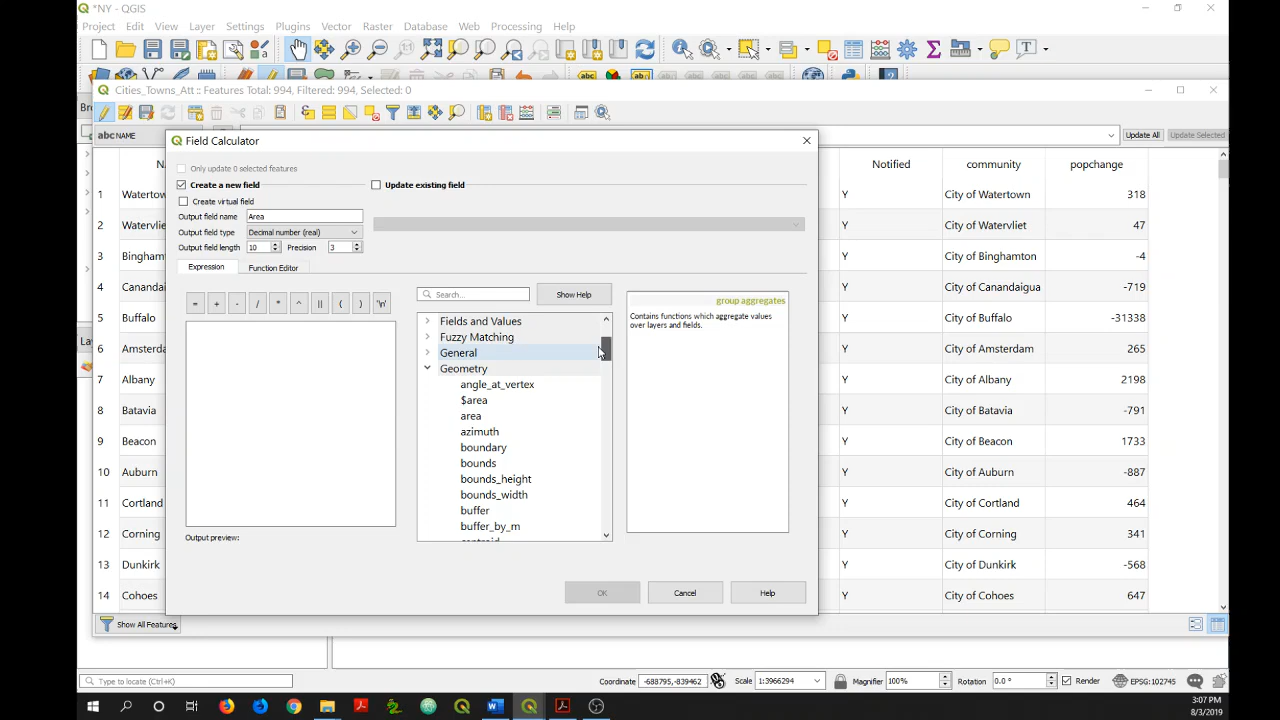 *NY - QGIS
Project Edit View Layer Settings Plugins Vector Raster Database Web Processing Help
Cities_Towns_Att :: Features Total: 994, Filtered: 994, Selected: 0
abc NAME
Update All Update Selected
Field Calculator
Only update 0 selected features
Create a new field
Update existing field
Create virtual field
Output field name Area
Output field type Decimal number (real)
Output field length 10 Precision 3
Expression Function Editor
= + - / * ^ || ( ) '\n'
Search... Show Help
Fields and Values
Fuzzy Matching
General
Geometry
angle_at_vertex
$area
area
azimuth
boundary
bounds
bounds_height
bounds_width
buffer
buffer_by_m
centroid
group aggregates
Contains functions which aggregate values
over layers and fields.
Output preview:
OK Cancel Help
Notified community popchange
1 Watertown Y City of Watertown 318
2 Watervliet Y City of Watervliet 47
3 Bingham Y City of Binghamton -4
4 Canandai Y City of Canandaigua -719
5 Buffalo Y City of Buffalo -31338
6 Amsterda Y City of Amsterdam 265
7 Albany Y City of Albany 2198
8 Batavia Y City of Batavia -791
9 Beacon Y City of Beacon 1733
10 Auburn Y City of Auburn -887
11 Cortland Y City of Cortland 464
12 Corning Y City of Corning 341
13 Dunkirk Y City of Dunkirk -568
14 Cohoes Y City of Cohoes 647
Show All Features
Type to locate (Ctrl+K)
Coordinate -688795,-839462 Scale 1:3966294 Magnifier 100% Rotation 0.0 ° Render EPSG:102745
3:07 PM
8/3/2019